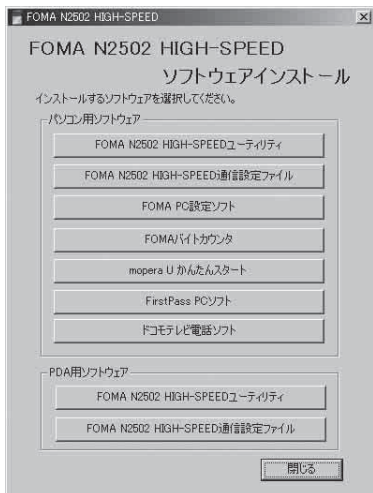 FOMA N2502 HIGH-SPEED
FOMA N2502 HIGH-SPEED
ソフトウェアインストール
インストールするソフトウェアを選択してください。
パソコン用ソフトウェア
FOMA N2502 HIGH-SPEEDユーティリティ
FOMA N2502 HIGH-SPEED通信設定ファイル
FOMA PC設定ソフト
FOMAバイトカウンタ
mopera U かんたんスタート
FirstPass PCソフト
ドコモテレビ電話ソフト
PDA用ソフトウェア
FOMA N2502 HIGH-SPEEDユーティリティ
FOMA N2502 HIGH-SPEED通信設定ファイル
閉じる